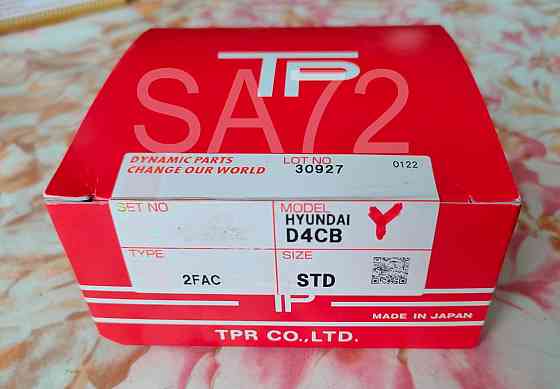 TP
SA72
DYNAMIC PARTS
CHANGE OUR WORLD
LOT NO
30927
0122
SET NO
MODEL
HYUNDAI
D4CB
Y
TYPE
2FAC
SIZE
STD
TP
MADE IN JAPAN
TPR CO.,LTD.